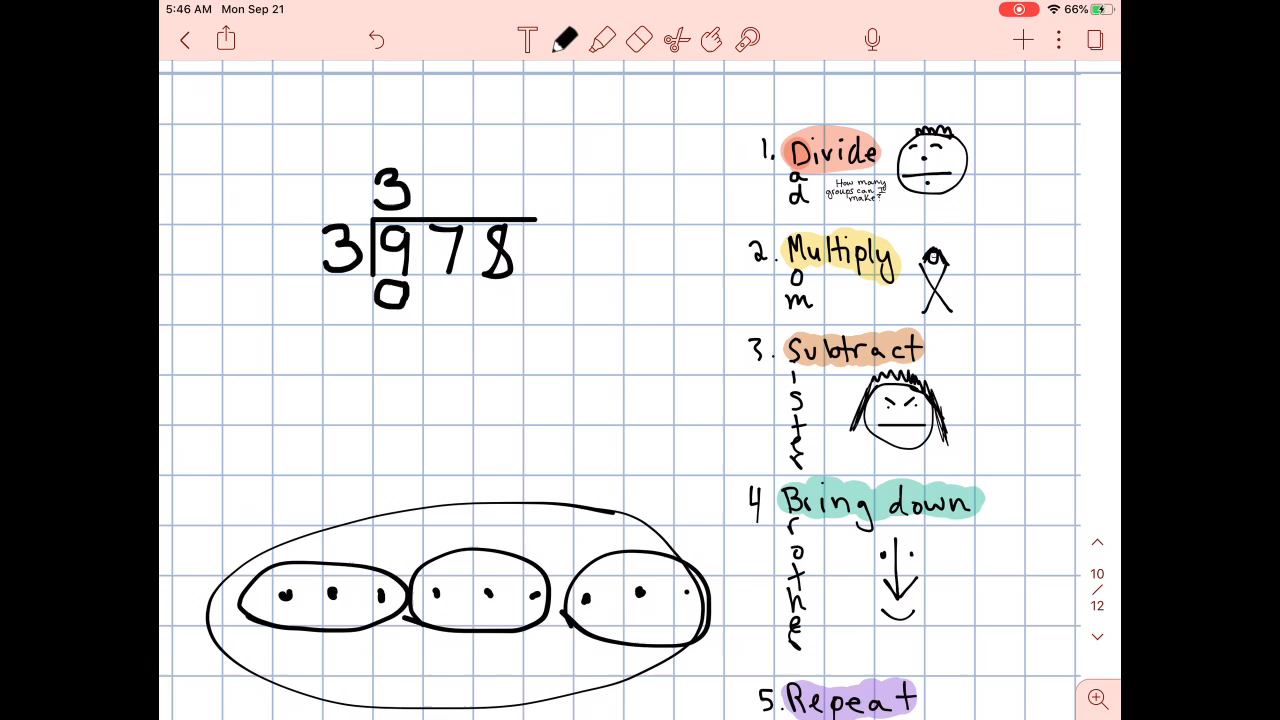 5:46 AM Mon Sep 21
66%
T
3
3 9 7 8
0
1. Divide
a
d
How many
groups can I
make?
2. Multiply
o
m
3. Subtract
i
s
t
e
r
4 Bring down
r
o
t
h
e
r
5. Repeat
10
/
12